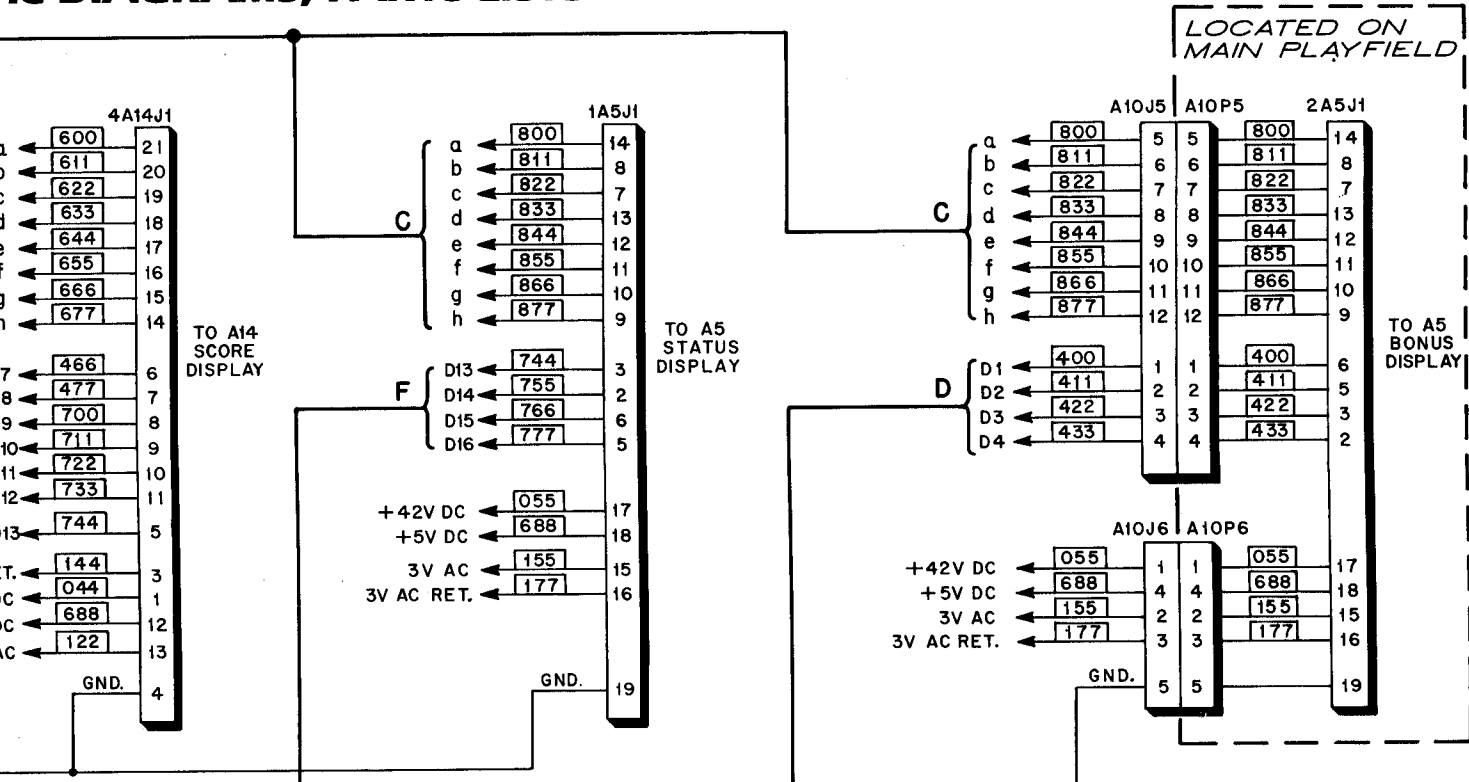 LOCATED ON
MAIN PLAYFIELD
4A14J1
600 21
611 20
622 19
633 18
644 17
655 16
666 15
677 14
466 6
477 7
700 8
711 9
10 722 10
11 733 11
12
744 5
144 3
044 1
688 12
122 13
GND. 4
TO A14
SCORE
DISPLAY
1A5J1
C
a 800 14
b 811 8
c 822 7
d 833 13
e 844 12
f 855 11
g 866 10
h 877 9
F
D13 744 3
D14 755 2
D15 766 6
D16 777 5
+42V DC 055 17
+5V DC 688 18
3V AC 155 15
3V AC RET. 177 16
GND. 19
TO A5
STATUS
DISPLAY
A10J5 A10P5 2A5J1
C
a 800 5 5 800 14
b 811 6 6 811 8
c 822 7 7 822 7
d 833 8 8 833 13
e 844 9 9 844 12
f 855 10 10 855 11
g 866 11 11 866 10
h 877 12 12 877 9
D
D1 400 1 1 400 6
D2 411 2 2 411 5
D3 422 3 3 422 3
D4 433 4 4 433 2
A10J6 A10P6
+42V DC 055 1 1 055 17
+5V DC 688 4 4 688 18
3V AC 155 2 2 155 15
3V AC RET. 177 3 3 177 16
GND. 5 5 19
TO A5
BONUS
DISPLAY